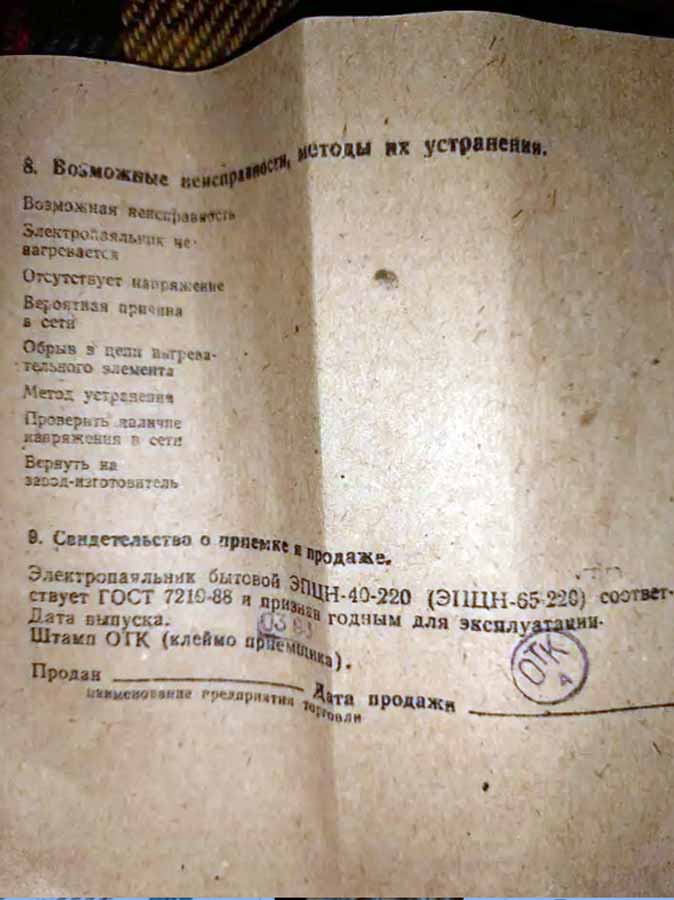 8. Возможные неисправности, методы их устранения.
Возможная неисправность
Электропаяльник не
нагревается
Отсутствует напряжение
Вероятная причина
в сети
Обрыв в цепи нагрева-
тельного элемента
Метод устранения
Проверить наличие
напряжения в сети
Вернуть на
завод-изготовитель
9. Свидетельство о приемке и продаже.
Электропаяльник бытовой ЭПЦН-40-220 (ЭПЦН-65-220) соответ-
ствует ГОСТ 7219-88 и признан годным для эксплуатации.
Дата выпуска.
Штамп ОТК (клеймо приемщика).
ОТК
Продан Дата продажи
наименование предприятия торговли